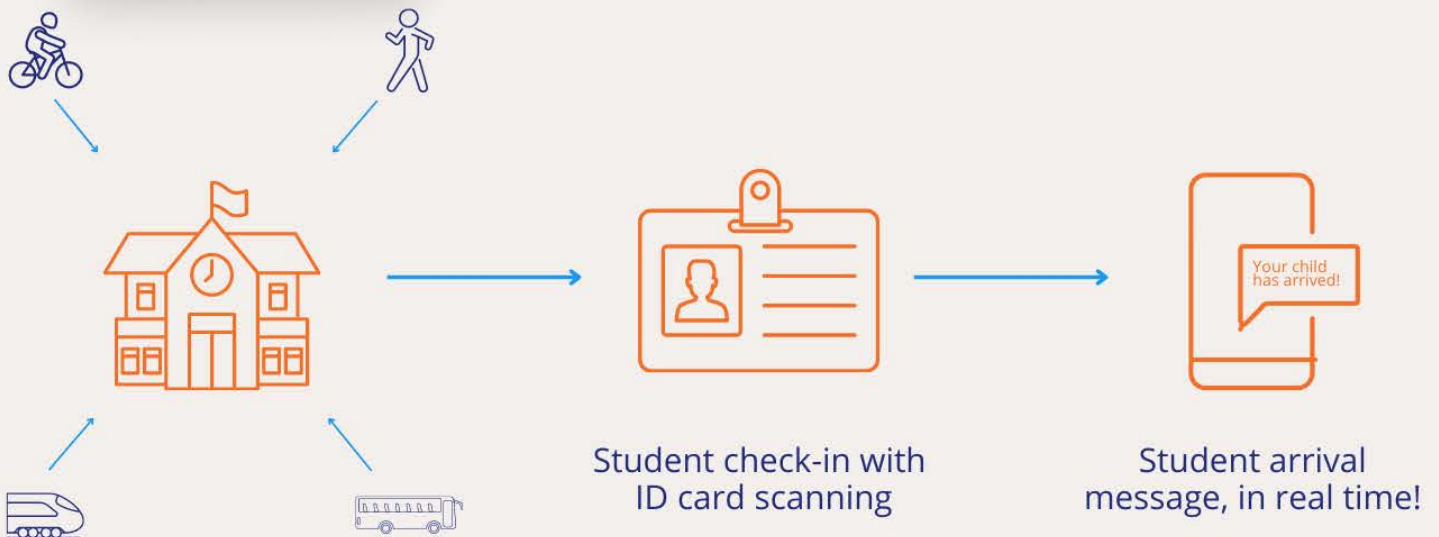 Your child
has arrived!
Student check-in with
ID card scanning
Student arrival
message, in real time!